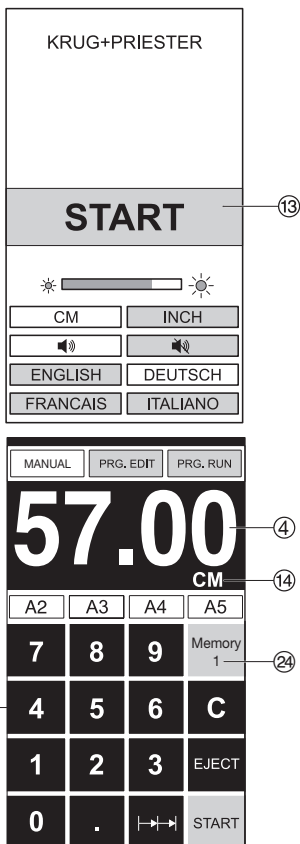 KRUG+PRIESTER
START
13
CM INCH
ENGLISH DEUTSCH
FRANCAIS ITALIANO
MANUAL PRG. EDIT PRG. RUN
57.00
4
CM
14
A2 A3 A4 A5
7 8 9 Memory
1
24
4 5 6 C
1 2 3 EJECT
0 . START